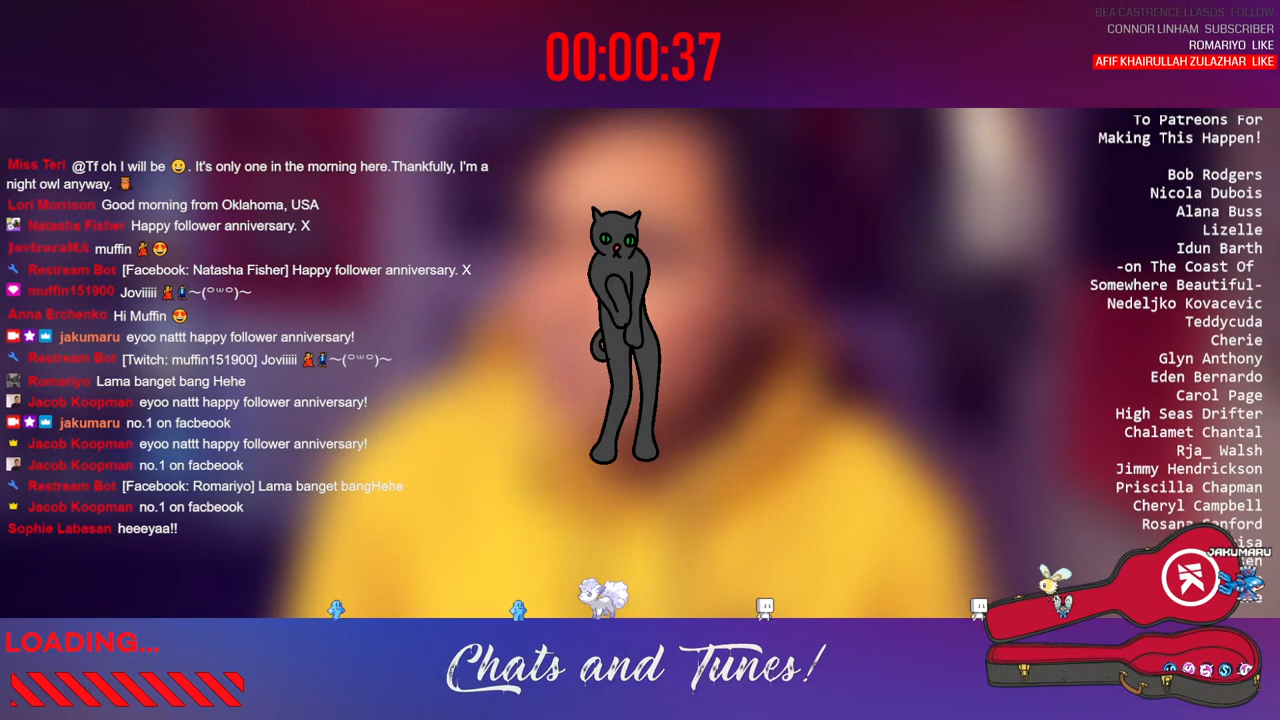 00:00:37
BEA CASTRENCE LLASOS FOLLOW
CONNOR LINHAM SUBSCRIBER
ROMARIYO LIKE
AFIF KHAIRULLAH ZULAZHAR LIKE
Miss Teri @Tf oh I will be 😀. It's only one in the morning here.Thankfully, I'm a
night owl anyway. 🦉
Lori Morrison Good morning from Oklahoma, USA
Natasha Fisher Happy follower anniversary. X
JovizuraMA muffin 💃😍
Restream Bot [Facebook: Natasha Fisher] Happy follower anniversary. X
muffin151900 Joviiiii 💃🕺~(°ʷ°)~
Anna Erchenko Hi Muffin 😍
jakumaru eyoo nattt happy follower anniversary!
Restream Bot [Twitch: muffin151900] Joviiiii 💃🕺~(°ʷ°)~
Romariyo Lama banget bang Hehe
Jacob Koopman eyoo nattt happy follower anniversary!
jakumaru no.1 on facbeook
Jacob Koopman eyoo nattt happy follower anniversary!
Jacob Koopman no.1 on facbeook
Restream Bot [Facebook: Romariyo] Lama banget bangHehe
Jacob Koopman no.1 on facbeook
Sophie Labasan heeeyaa!!
To Patreons For
Making This Happen!
Bob Rodgers
Nicola Dubois
Alana Buss
Lizelle
Idun Barth
-on The Coast Of
Somewhere Beautiful-
Nedeljko Kovacevic
Teddycuda
Cherie
Glyn Anthony
Eden Bernardo
Carol Page
High Seas Drifter
Chalamet Chantal
Rja_ Walsh
Jimmy Hendrickson
Priscilla Chapman
Cheryl Campbell
Rosana Sanford
JAKUMARU
LOADING...
Chats and Tunes!